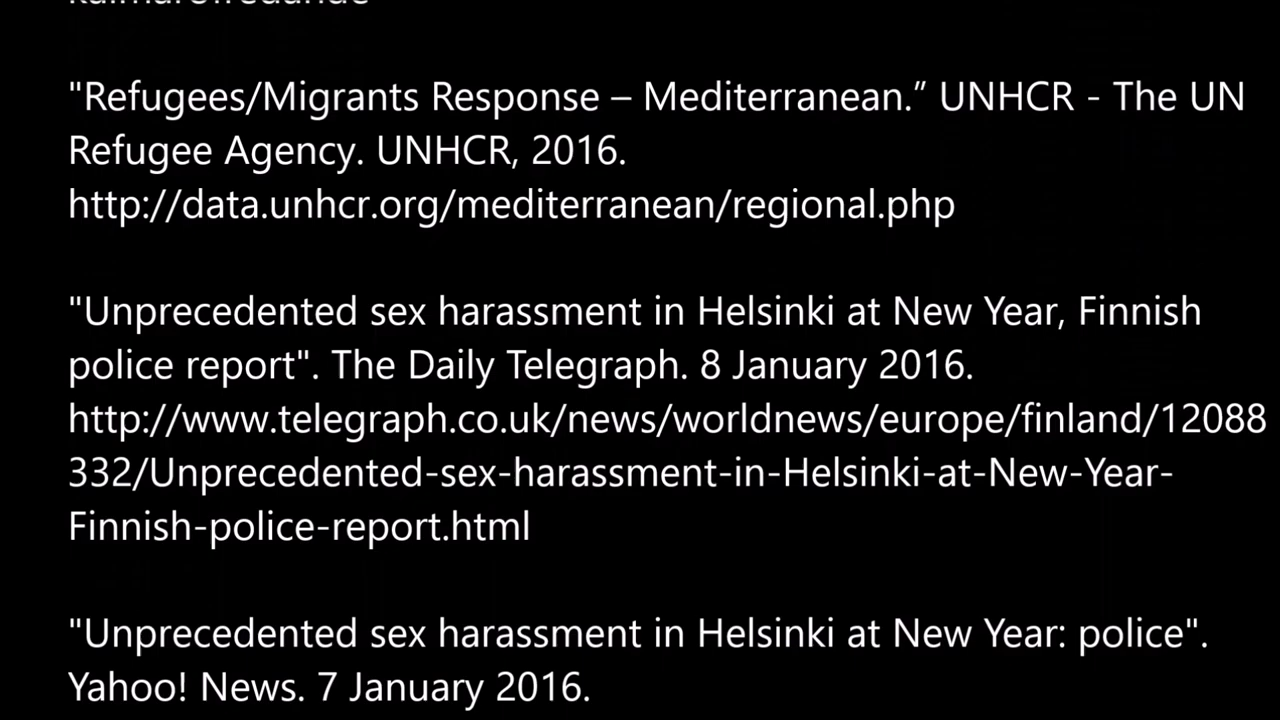 "Refugees/Migrants Response – Mediterranean.” UNHCR - The UN
Refugee Agency. UNHCR, 2016.
http://data.unhcr.org/mediterranean/regional.php
"Unprecedented sex harassment in Helsinki at New Year, Finnish
police report". The Daily Telegraph. 8 January 2016.
http://www.telegraph.co.uk/news/worldnews/europe/finland/12088
332/Unprecedented-sex-harassment-in-Helsinki-at-New-Year-
Finnish-police-report.html
"Unprecedented sex harassment in Helsinki at New Year: police".
Yahoo! News. 7 January 2016.